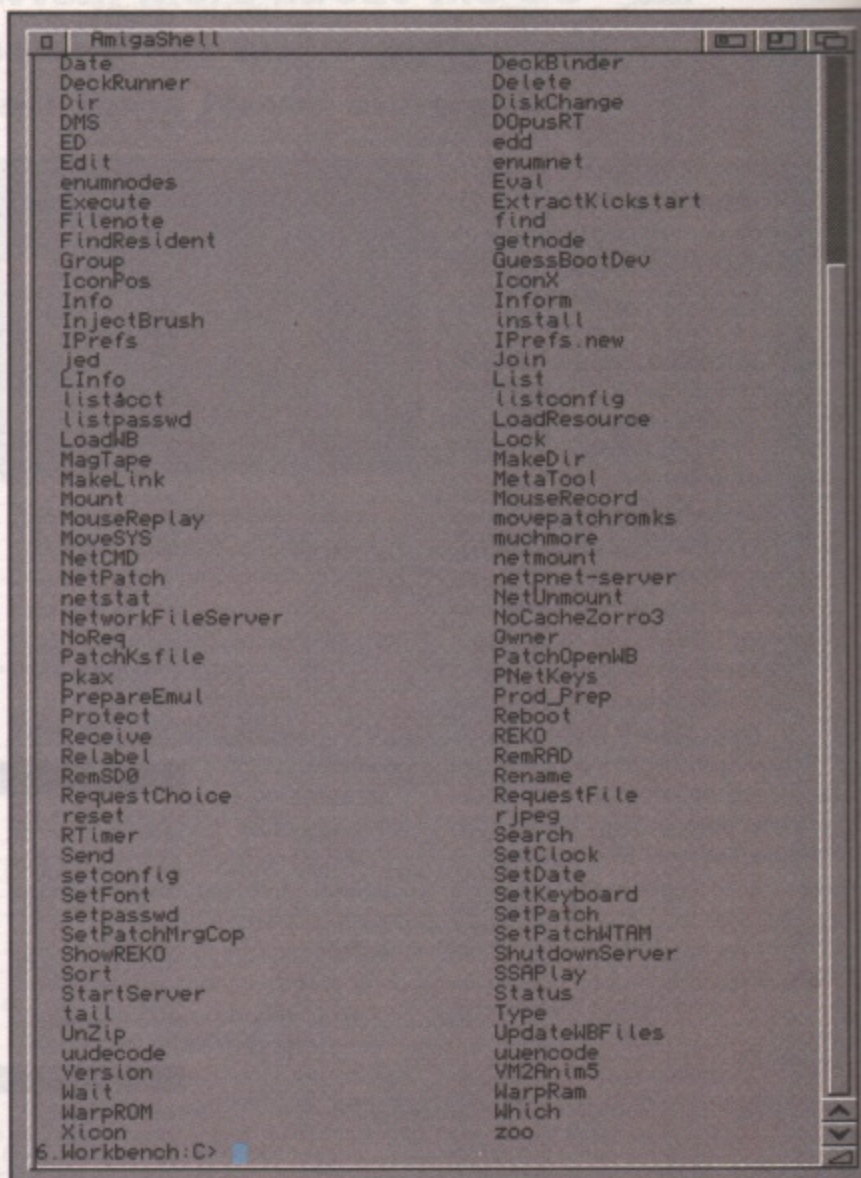 AmigaShell
Date DeckBinder
DeckRunner Delete
Dir DiskChange
DMS DOpusRT
ED edd
Edit enumnet
enumnodes Eval
Execute ExtractKickstart
Filenote find
FindResident getnode
Group GuessBootDev
IconPos IconX
Info Inform
InjectBrush install
IPrefs IPrefs.new
jed Join
LInfo List
listacct listconfig
listpasswd LoadResource
LoadWB Lock
MagTape MakeDir
MakeLink MetaTool
Mount MouseRecord
MouseReplay movepatchromks
MoveSYS muchmore
NetCMD netmount
NetPatch netpnet-server
netstat NetUnmount
NetworkFileServer NoCacheZorro3
NoReq Owner
PatchKsfile PatchOpenWB
pkax PNetKeys
PrepareEmul Prod_Prep
Protect Reboot
Receive REKO
Relabel RemRAD
RemSD0 Rename
RequestChoice RequestFile
reset rjpeg
RTimer Search
Send SetClock
setconfig SetDate
SetFont SetKeyboard
setpasswd SetPatch
SetPatchMrgCop SetPatchWTAM
ShowREKO ShutdownServer
Sort SSAPlay
StartServer Status
tail Type
UnZip UpdateWBFiles
uudecode uuencode
Version VM2Anim5
Wait WarpRam
WarpROM Which
Xicon zoo
6.Workbench:C>